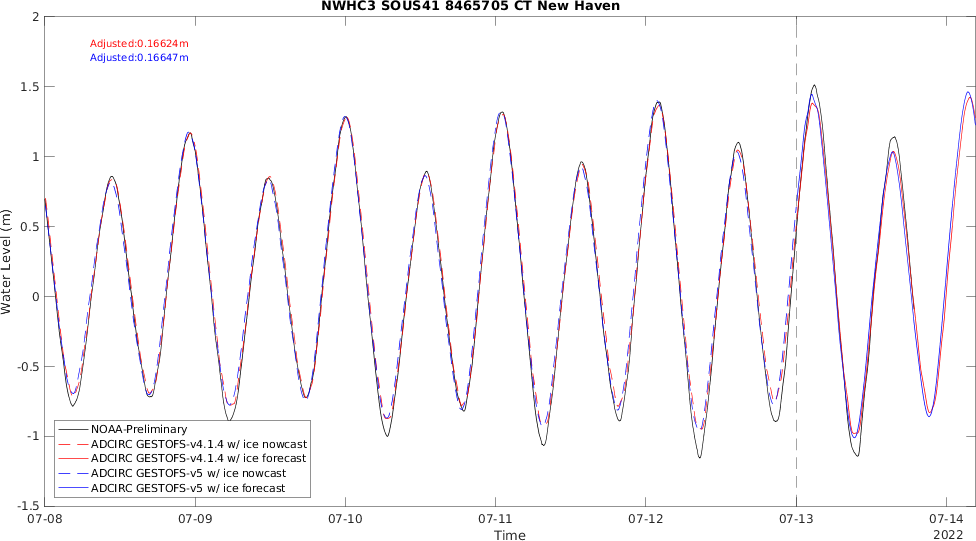 NWHC3 SOUS41 8465705 CT New Haven
Adjusted:0.16624m
Adjusted:0.16647m
2
1.5
1
0.5
0
-0.5
-1
-1.5
Water Level (m)
NOAA-Preliminary
ADCIRC GESTOFS-v4.1.4 w/ ice nowcast
ADCIRC GESTOFS-v4.1.4 w/ ice forecast
ADCIRC GESTOFS-v5 w/ ice nowcast
ADCIRC GESTOFS-v5 w/ ice forecast
07-08 07-09 07-10 07-11 07-12 07-13 07-14
Time 2022